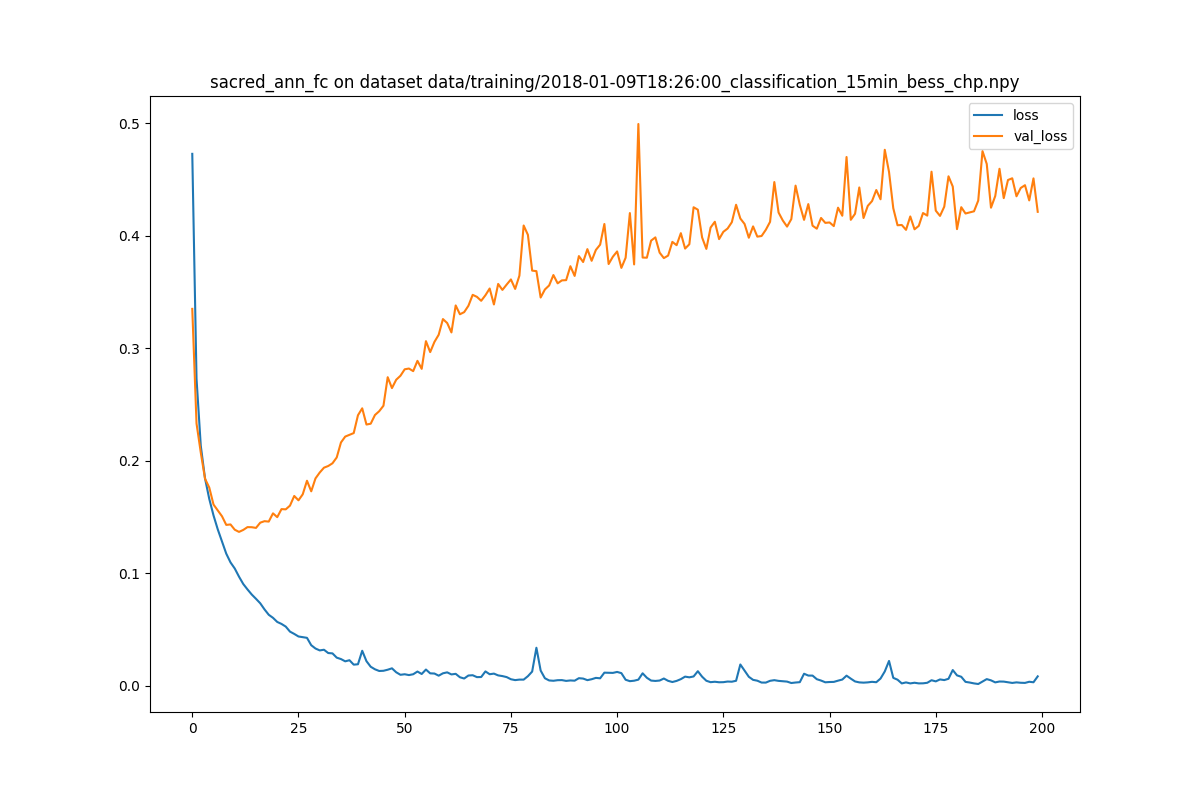 sacred_ann_fc on dataset data/training/2018-01-09T18:26:00_classification_15min_bess_chp.npy
loss
val_loss
0.5
0.4
0.3
0.2
0.1
0.0
0 25 50 75 100 125 150 175 200